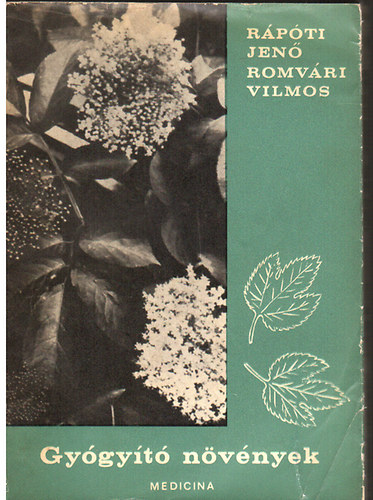 RÁPÓTI
JENŐ
ROMVÁRI
VILMOS
Gyógyító növények
MEDICINA